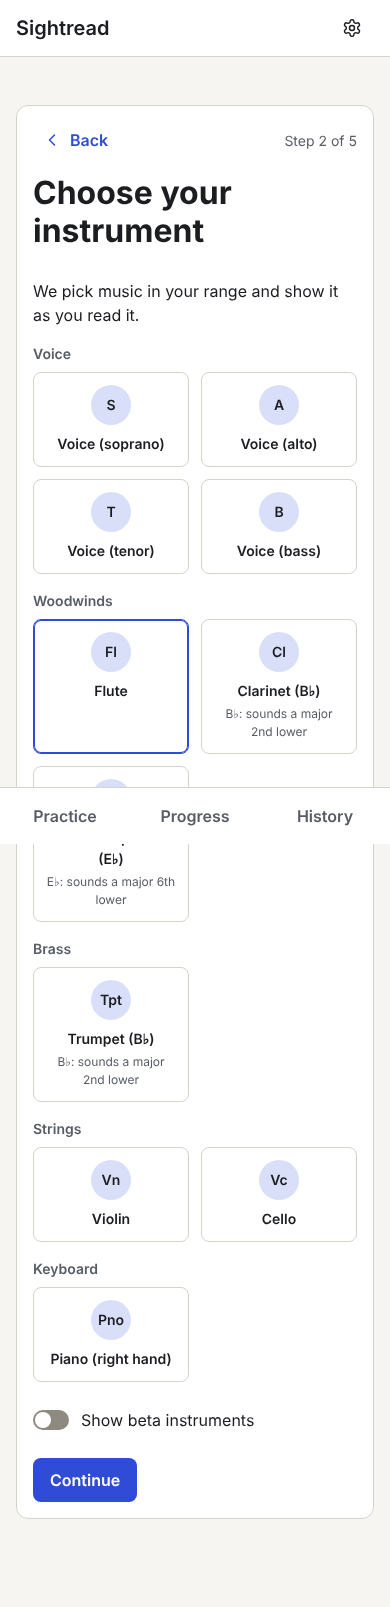 Sightread
Back
Step 2 of 5
Choose your
instrument
We pick music in your range and show it
as you read it.
Voice
S
Voice (soprano)
A
Voice (alto)
T
Voice (tenor)
B
Voice (bass)
Woodwinds
Fl
Flute
Cl
Clarinet (B♭)
B♭: sounds a major
2nd lower
Practice
Progress
History
(E♭)
E♭: sounds a major 6th
lower
Brass
Tpt
Trumpet (B♭)
B♭: sounds a major
2nd lower
Strings
Vn
Violin
Vc
Cello
Keyboard
Pno
Piano (right hand)
Show beta instruments
Continue